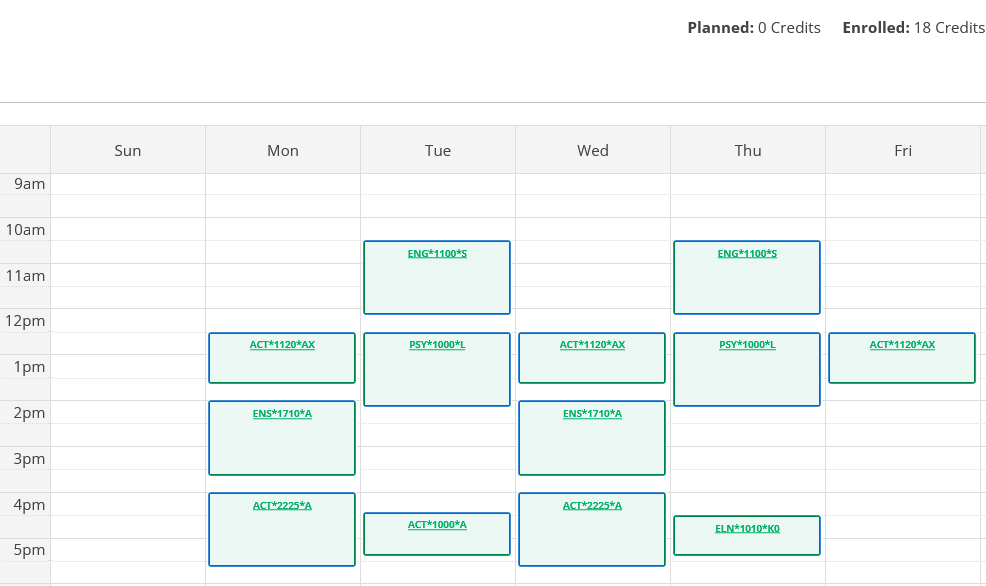 Planned: 0 Credits Enrolled: 18 Credits
Sun Mon Tue Wed Thu Fri
9am
10am
ENG*1100*S ENG*1100*S
11am
12pm
ACT*1120*AX PSY*1000*L ACT*1120*AX PSY*1000*L ACT*1120*AX
1pm
2pm
ENS*1710*A ENS*1710*A
3pm
4pm
ACT*2225*A ACT*2225*A
ACT*1000*A ELN*1010*K0
5pm